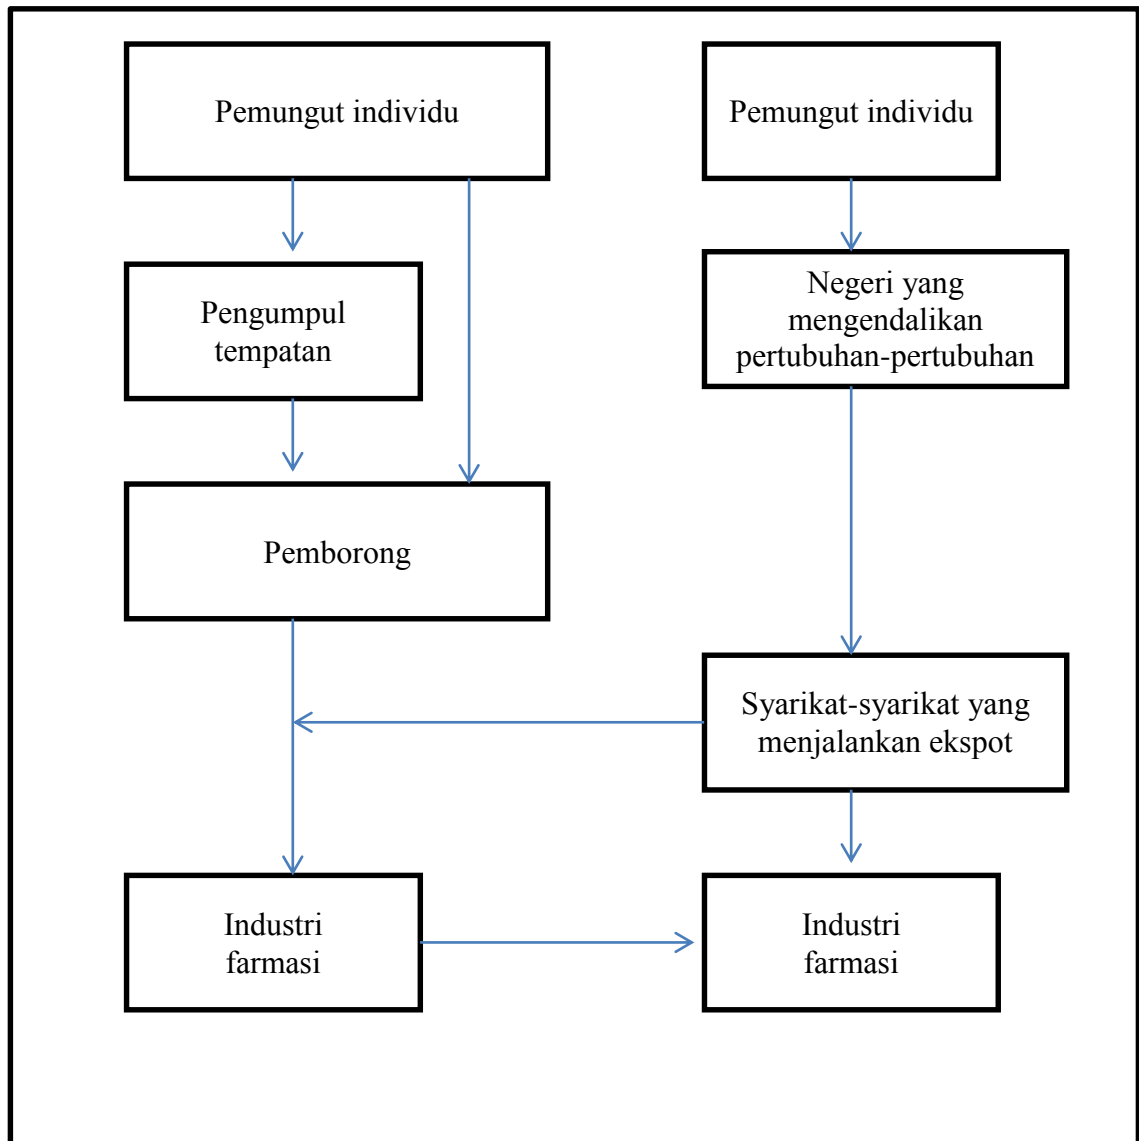 Pemungut individu
Pemungut individu
Pengumpul
tempatan
Negeri yang
mengendalikan
pertubuhan-pertubuhan
Pemborong
Syarikat-syarikat yang
menjalankan ekspot
Industri
farmasi
Industri
farmasi